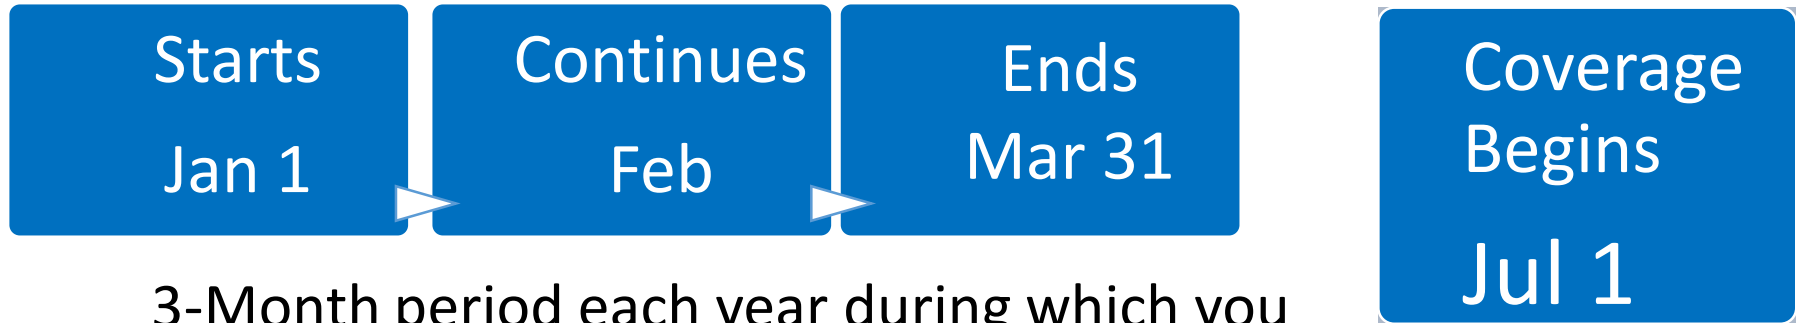 Starts
Jan 1
Continues
Feb
Ends
Mar 31
Coverage
Begins
Jul 1
3-Month period each year during which you